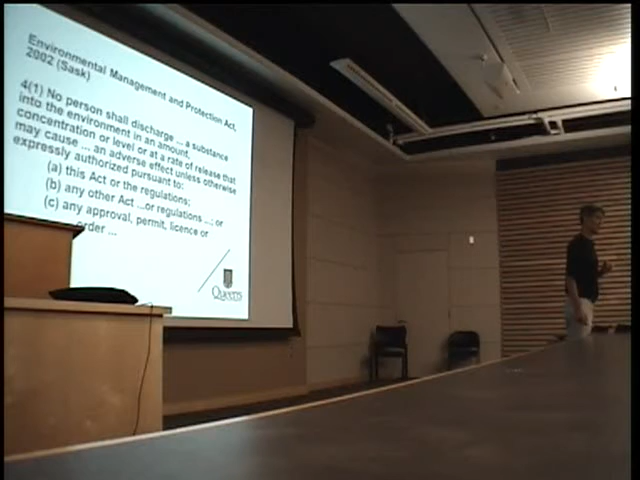 Environmental Management and Protection Act,
2002 (Sask)
4(1) No person shall discharge ... a substance
into the environment in an amount,
concentration or level or at a rate of release that
may cause ... an adverse effect unless otherwise
expressly authorized pursuant to:
(a) this Act or the regulations;
(b) any other Act ...or regulations ...; or
(c) any approval, permit, licence or
order ...
Queen's